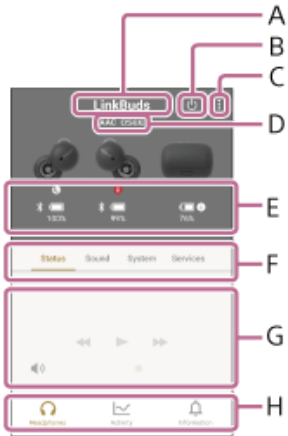 A
B
C
LinkBuds
D
AAC DSEE
E
100% 99% 76%
Status Sound System Services
F
G
H
Headphones Activity Information